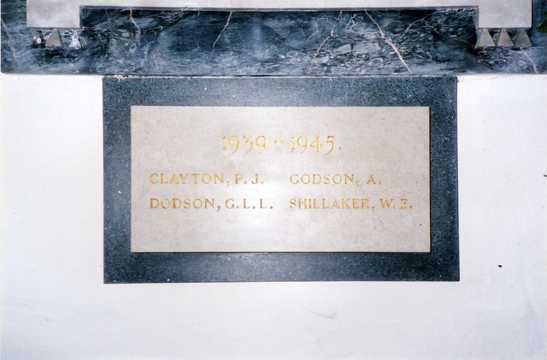 1939 - 1945.
CLAYTON, P. J. GODSON, A.
DODSON, G. L. L. SHILLAKER, W. E.